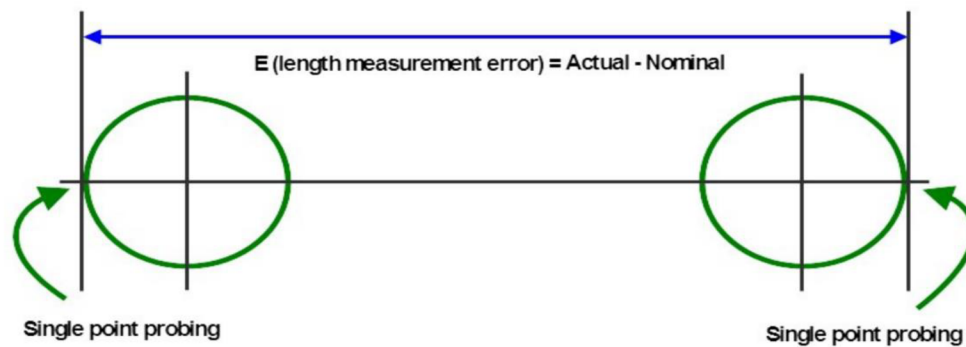 E (length measurement error) = Actual - Nominal
Single point probing
Single point probing